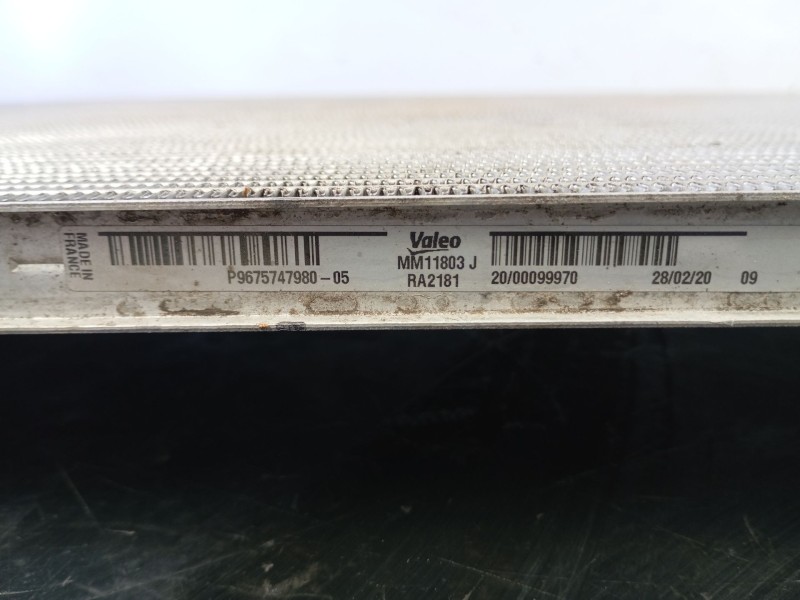 MADE IN
FRANCE
P9675747980-05
Valeo
MM11803 J
RA2181
20/00099970 28/02/20 09